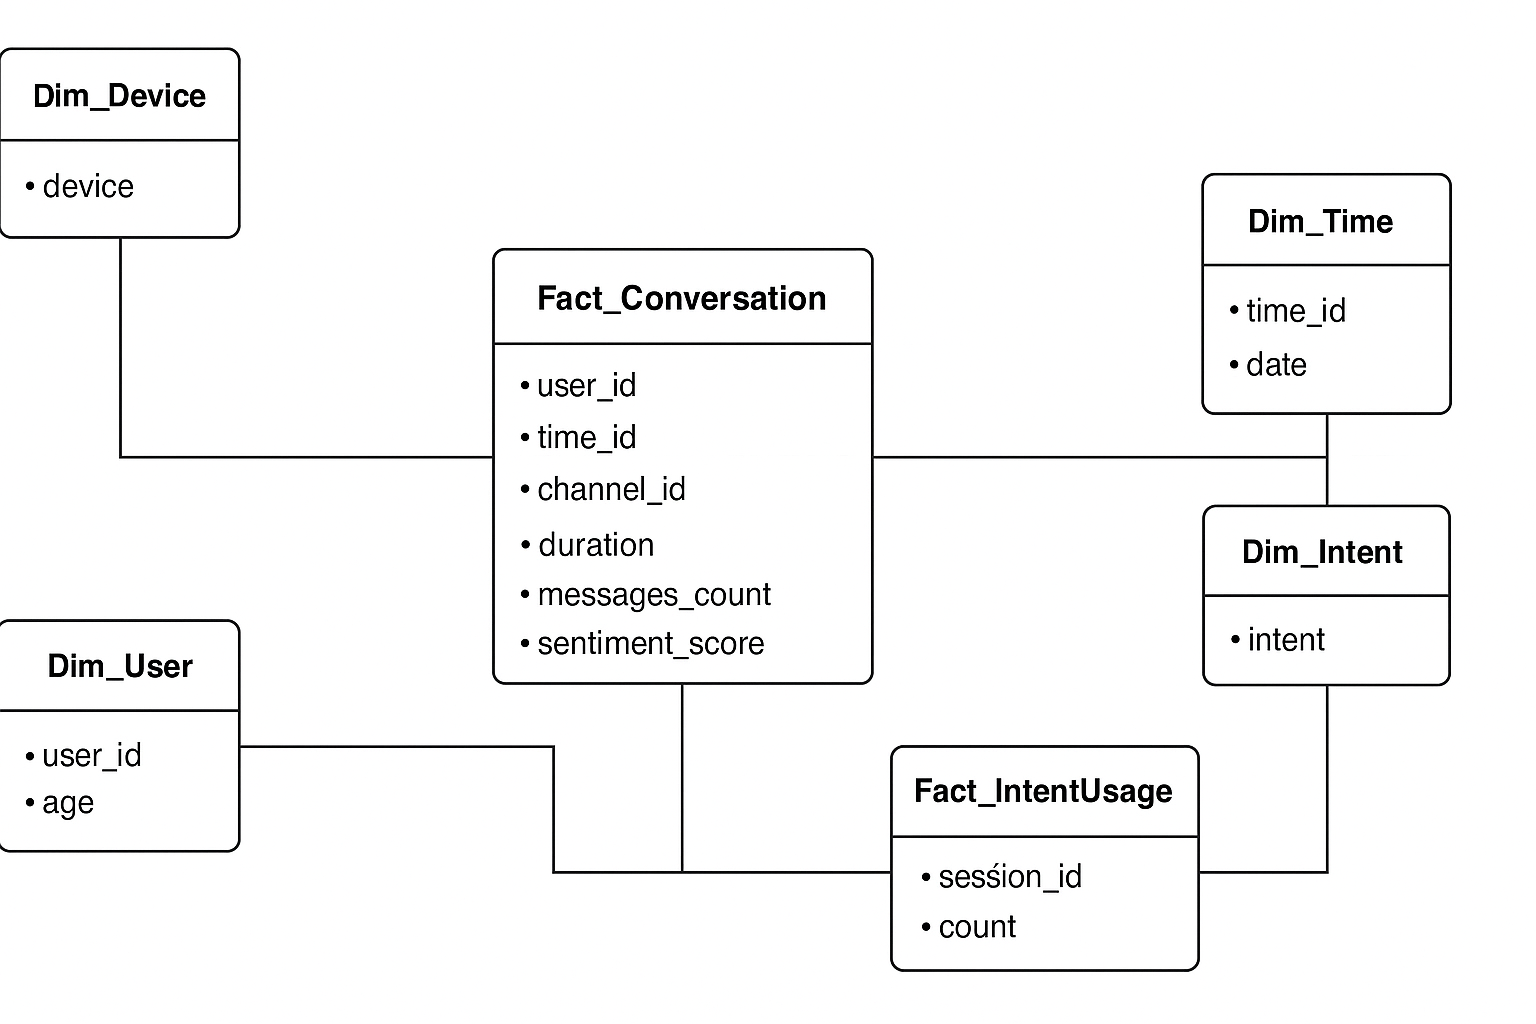 Dim_Device
• device
Dim_Time
• time_id
• date
Fact_Conversation
• user_id
• time_id
• channel_id
• duration
• messages_count
• sentiment_score
Dim_Intent
• intent
Dim_User
• user_id
• age
Fact_IntentUsage
• sesśion_id
• count